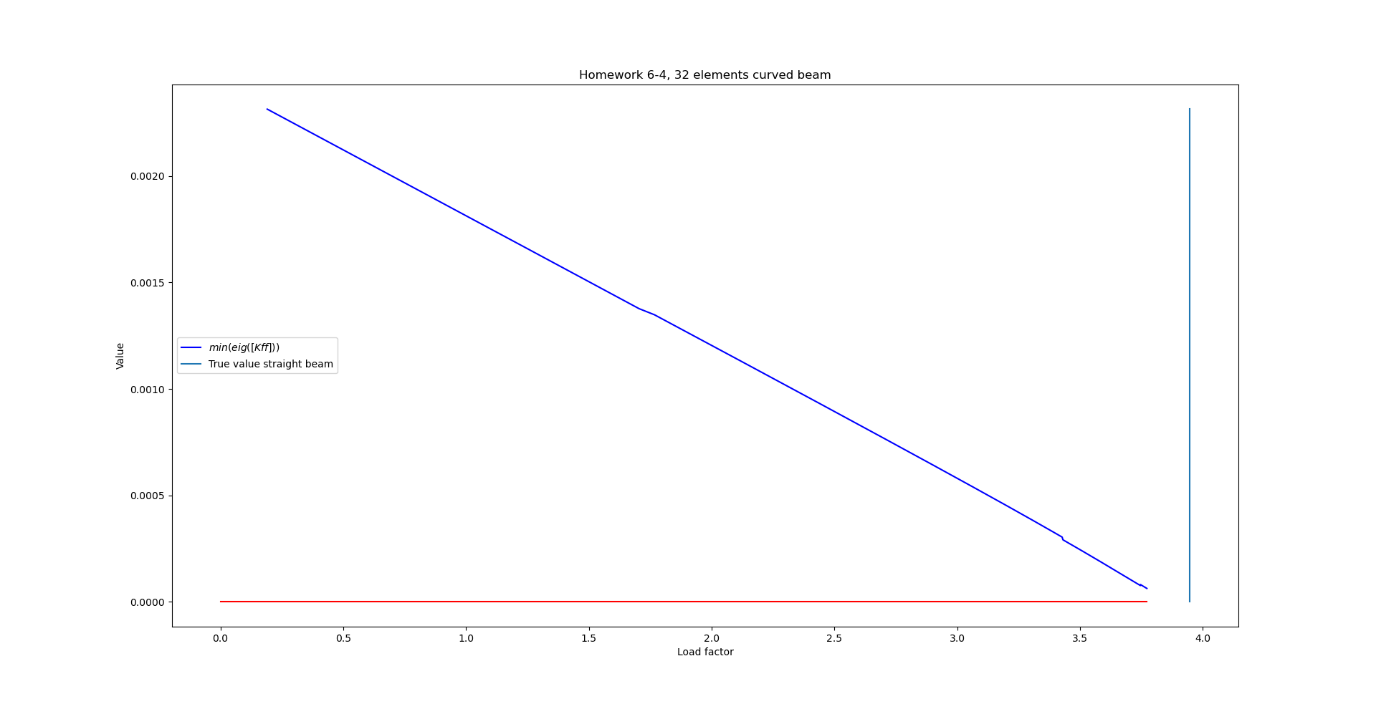 Homework 6-4, 32 elements curved beam
0.0020
0.0015
0.0010
0.0005
0.0000
Value
min(eig([Kff]))
True value straight beam
0.0
0.5
1.0
1.5
2.0
2.5
3.0
3.5
4.0
Load factor